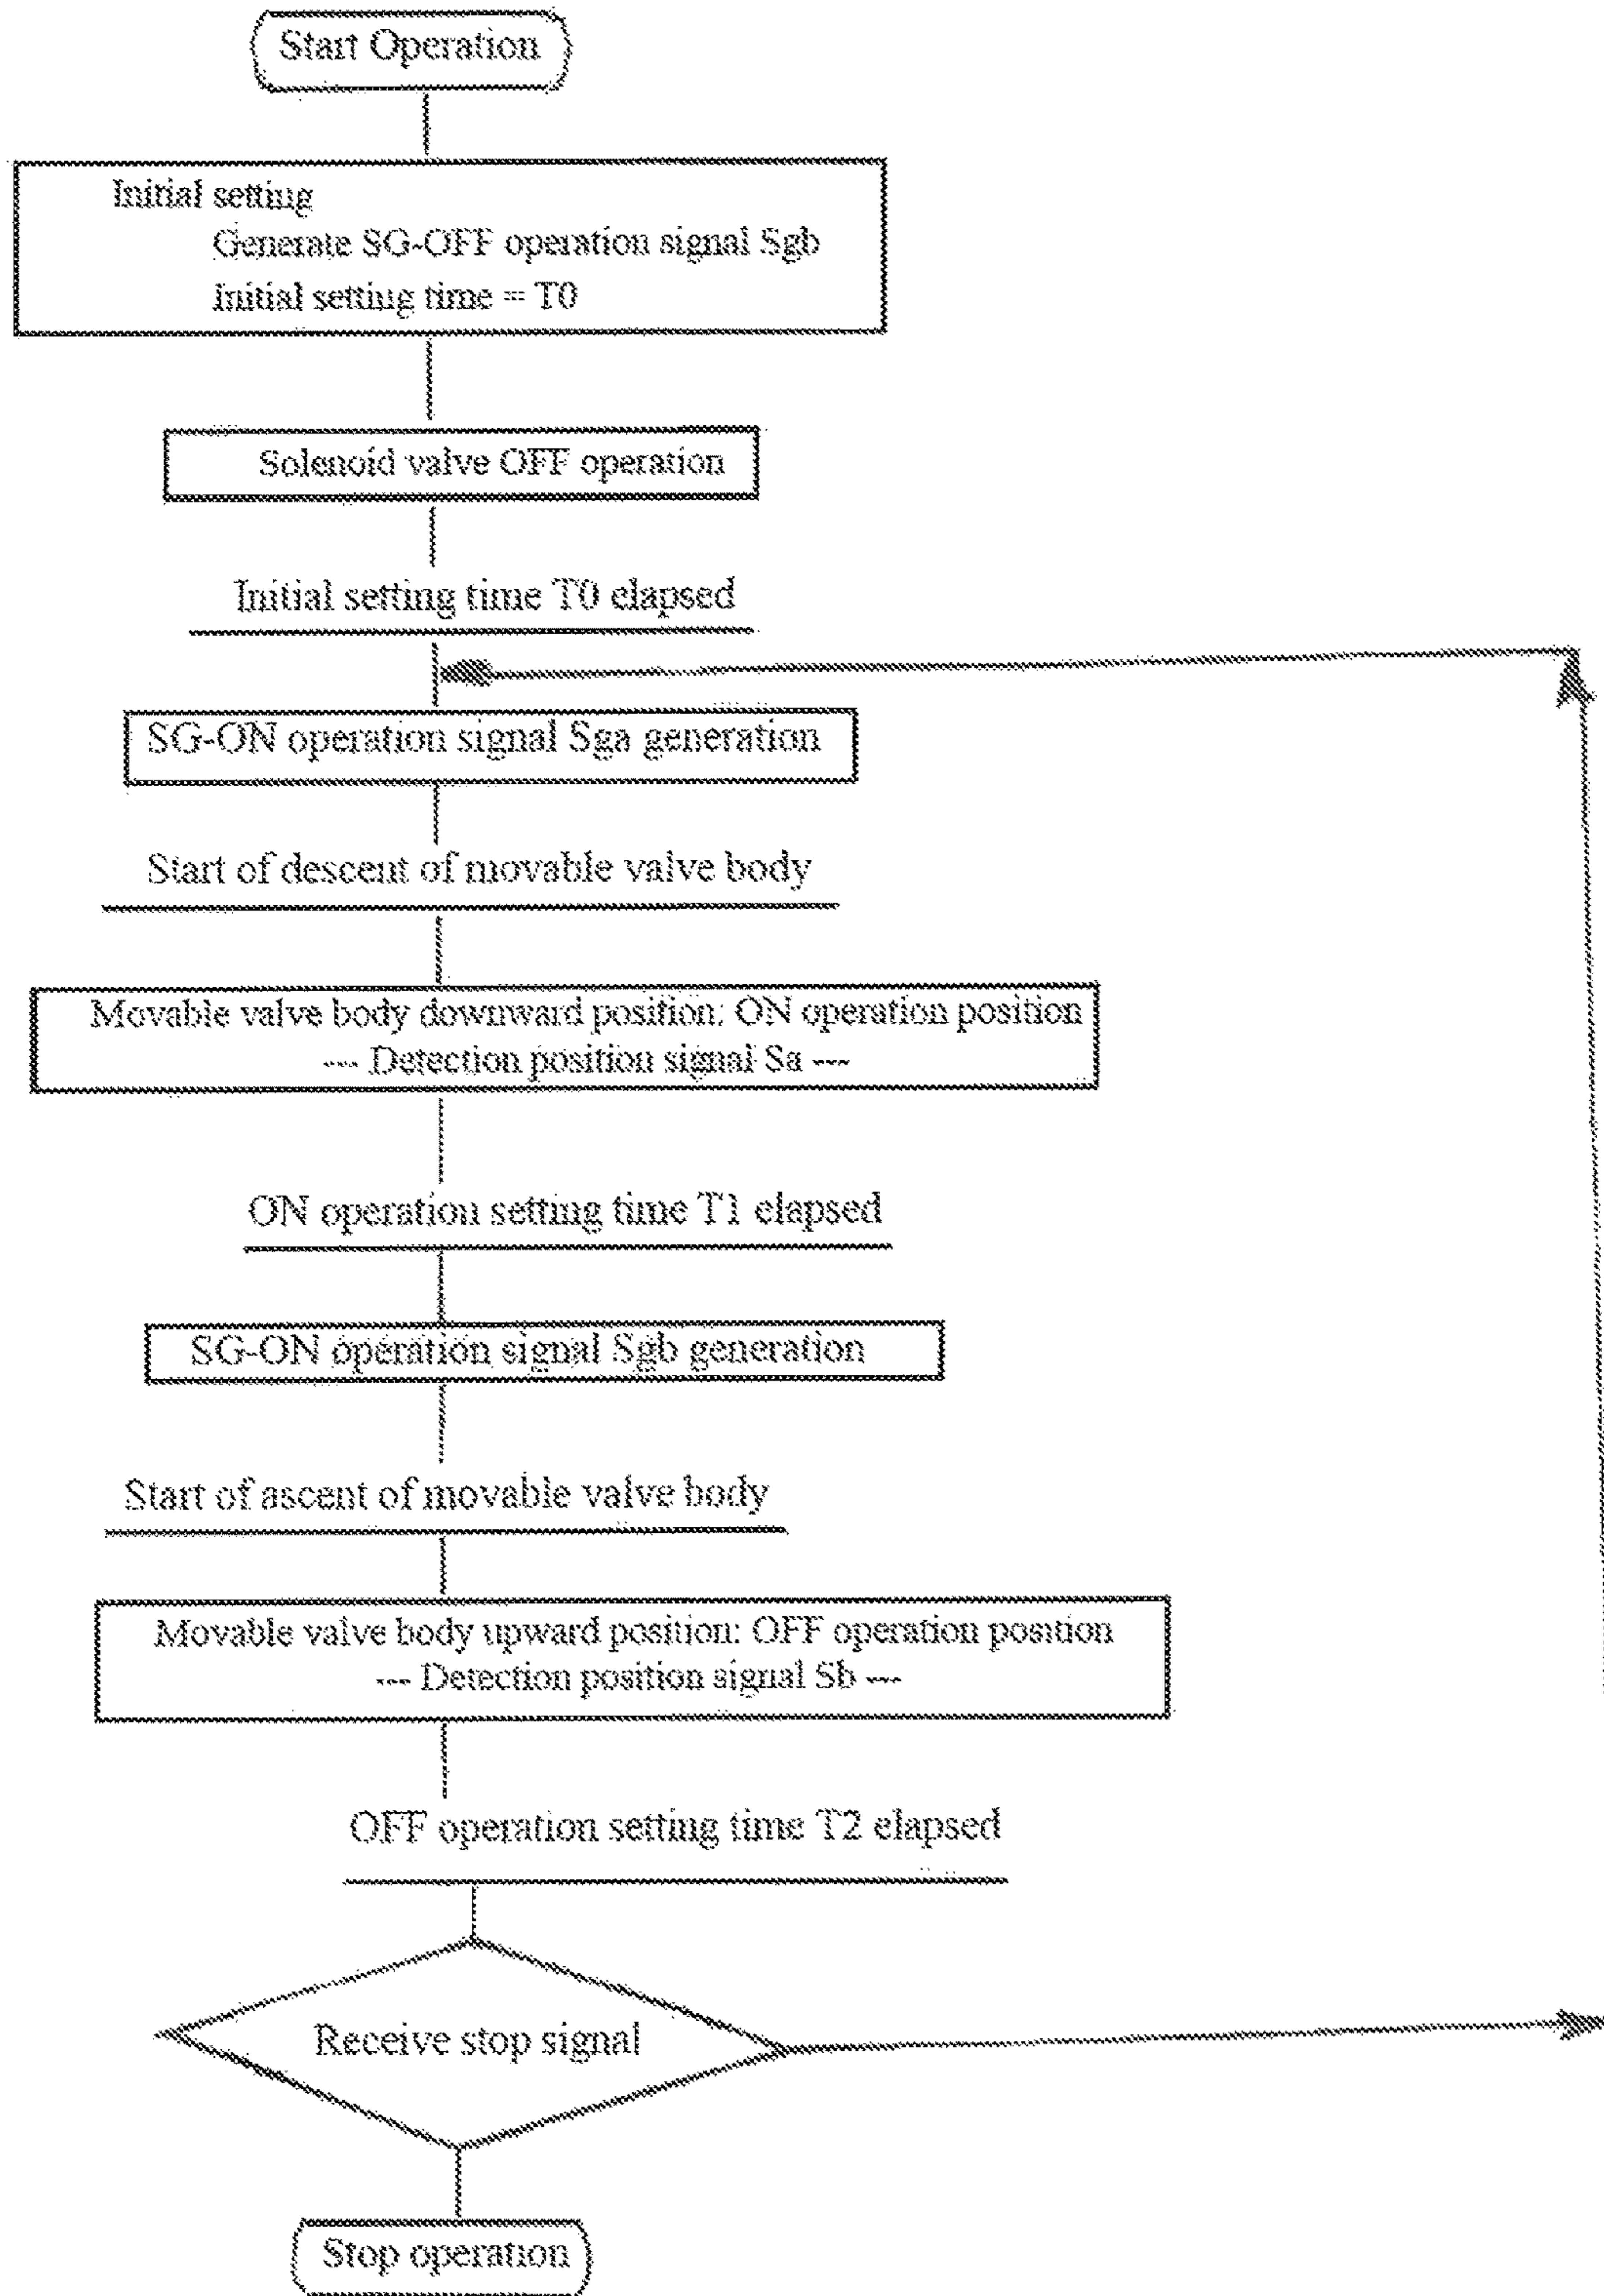 Start Operation
Initial setting
Generate SG-OFF operation signal Sgb
Initial setting time = T0
Solenoid valve OFF operation
Initial setting time T0 elapsed
SG-ON operation signal Sga generation
Start of descent of movable valve body
Movable valve body downward position: ON operation position
--- Detection position signal Sa ---
ON operation setting time T1 elapsed
SG-ON operation signal Sgb generation
Start of ascent of movable valve body
Movable valve body upward position: OFF operation position
--- Detection position signal Sb ---
OFF operation setting time T2 elapsed
Receive stop signal
Stop operation